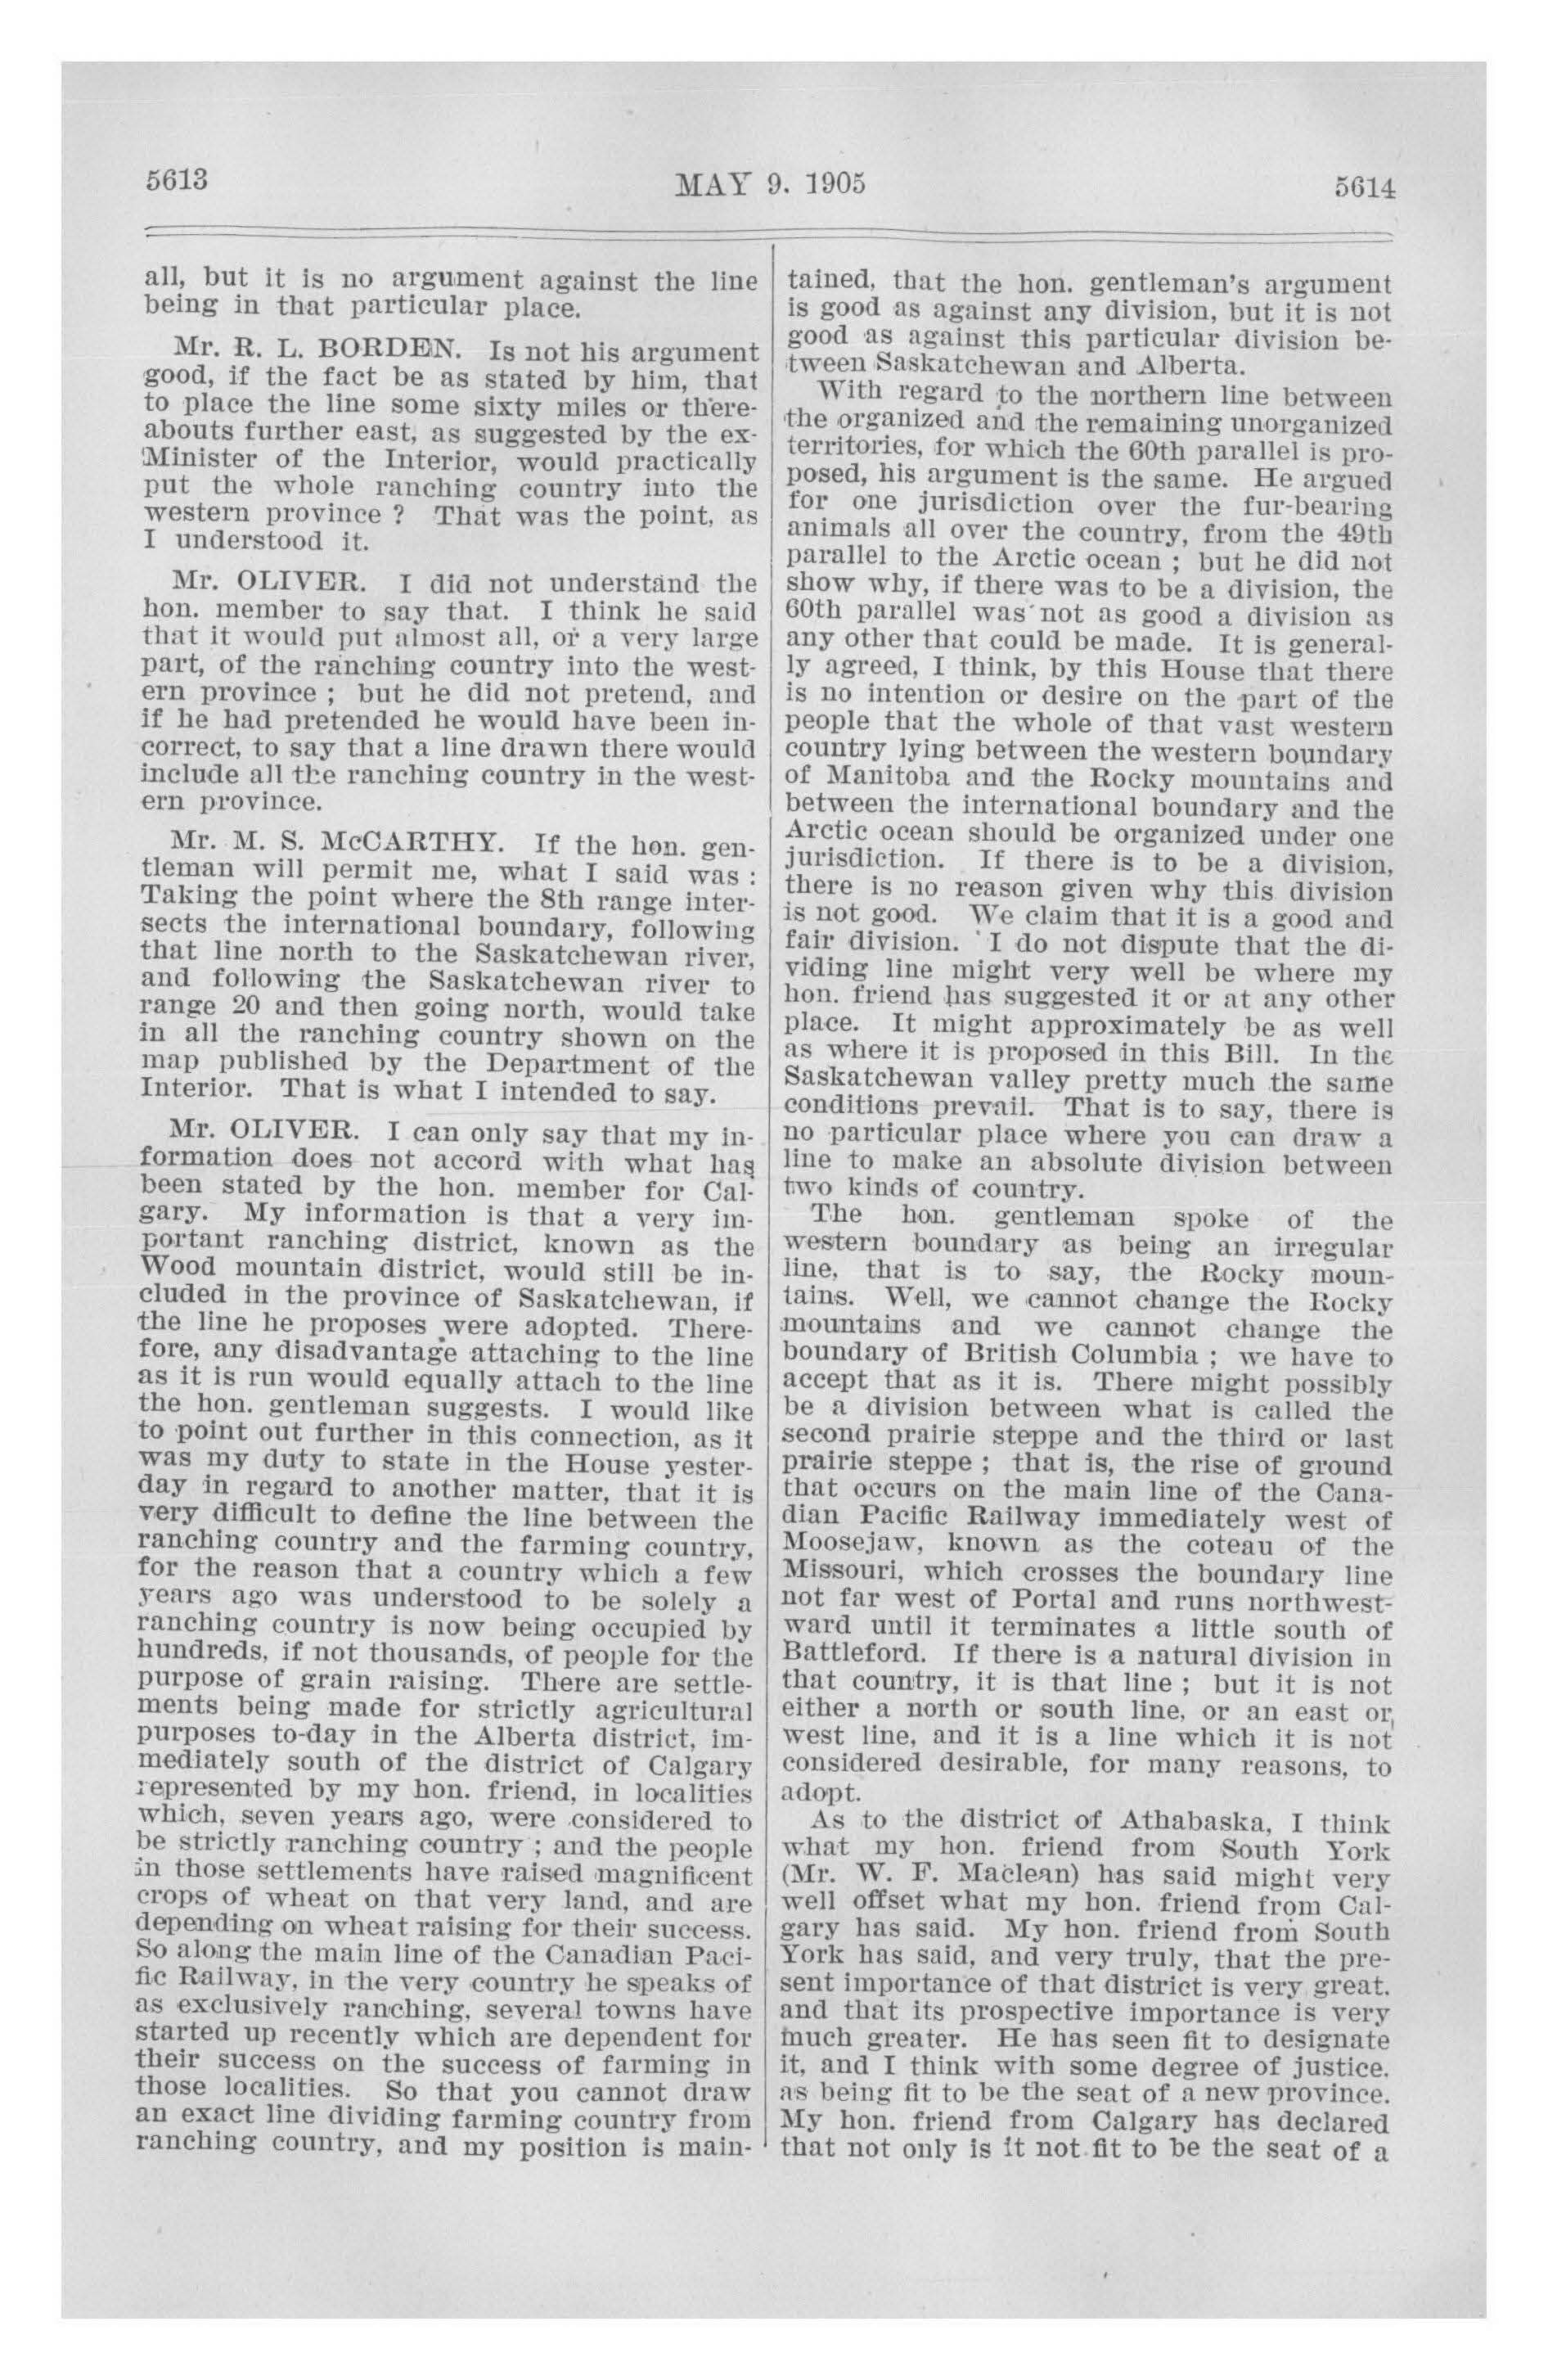 5613
MAY 9. 1905
5614
all, but it is no argument against the line
being in that particular place.
Mr. R. L. BORDEN. Is not his argument
good, if the fact be as stated by him, that
to place the line some sixty miles or there-
abouts further east, as suggested by the ex-
Minister of the Interior, would practically
put the whole ranching country into the
western province ? That was the point, as
I understood it.
Mr. OLIVER. I did not understand the
hon. member to say that. I think he said
that it would put almost all, or a very large
part, of the ranching country into the west-
ern province ; but he did not pretend, and
if he had pretended he would have been in-
correct, to say that a line drawn there would
include all the ranching country in the west-
ern province.
Mr. M. S. McCARTHY. If the hon. gen-
tleman will permit me, what I said was :
Taking the point where the 8th range inter-
sects the international boundary, following
that line north to the Saskatchewan river,
and following the Saskatchewan river to
range 20 and then going north, would take
in all the ranching country shown on the
map published by the Department of the
Interior. That is what I intended to say.
Mr. OLIVER. I can only say that my in-
formation does not accord with what has
been stated by the hon. member for Cal-
gary. My information is that a very im-
portant ranching district, known as the
Wood mountain district, would still be in-
cluded in the province of Saskatchewan, if
the line he proposes were adopted. There-
fore, any disadvantage attaching to the line
as it is run would equally attach to the line
the hon. gentleman suggests. I would like
to point out further in this connection, as it
was my duty to state in the House yester-
day in regard to another matter, that it is
very difficult to define the line between the
ranching country and the farming country,
for the reason that a country which a few
years ago was understood to be solely a
ranching country is now being occupied by
hundreds, if not thousands, of people for the
purpose of grain raising. There are settle-
ments being made for strictly agricultural
purposes to-day in the Alberta district, im-
mediately south of the district of Calgary
represented by my hon. friend, in localities
which, seven years ago, were considered to
be strictly ranching country ; and the people
in those settlements have raised magnificent
crops of wheat on that very land, and are
depending on wheat raising for their success.
So along the main line of the Canadian Paci-
fic Railway, in the very country he speaks of
as exclusively ranching, several towns have
started up recently which are dependent for
their success on the success of farming in
those localities. So that you cannot draw
an exact line dividing farming country from
ranching country, and my position is main-
tained, that the hon. gentleman's argument
is good as against any division, but it is not
good as against this particular division be-
tween Saskatchewan and Alberta.
With regard to the northern line between
the organized and the remaining unorganized
territories, for which the 60th parallel is pro-
posed, his argument is the same. He argued
for one jurisdiction over the fur-bearing
animals all over the country, from the 49th
parallel to the Arctic ocean ; but he did not
show why, if there was to be a division, the
60th parallel was not as good a division as
any other that could be made. It is general-
ly agreed, I think, by this House that there
is no intention or desire on the part of the
people that the whole of that vast western
country lying between the western boundary
of Manitoba and the Rocky mountains and
between the international boundary and the
Arctic ocean should be organized under one
jurisdiction. If there is to be a division,
there is no reason given why this division
is not good. We claim that it is a good and
fair division. I do not dispute that the di-
viding line might very well be where my
hon. friend has suggested it or at any other
place. It might approximately be as well
as where it is proposed in this Bill. In the
Saskatchewan valley pretty much the same
conditions prevail. That is to say, there is
no particular place where you can draw a
line to make an absolute division between
two kinds of country.
The hon. gentleman spoke of the
western boundary as being an irregular
line, that is to say, the Rocky moun-
tains. Well, we cannot change the Rocky
mountains and we cannot change the
boundary of British Columbia ; we have to
accept that as it is. There might possibly
be a division between what is called the
second prairie steppe and the third or last
prairie steppe ; that is, the rise of ground
that occurs on the main line of the Cana-
dian Pacific Railway immediately west of
Moosejaw, known as the coteau of the
Missouri, which crosses the boundary line
not far west of Portal and runs northwest-
ward until it terminates a little south of
Battleford. If there is a natural division in
that country, it is that line ; but it is not
either a north or south line, or an east or
west line, and it is a line which it is not
considered desirable, for many reasons, to
adopt.
As to the district of Athabaska, I think
what my hon. friend from South York
(Mr. W. F. Maclean) has said might very
well offset what my hon. friend from Cal-
gary has said. My hon. friend from South
York has said, and very truly, that the pre-
sent importance of that district is very great.
and that its prospective importance is very
much greater. He has seen fit to designate
it, and I think with some degree of justice.
as being fit to be the seat of a new province.
My hon. friend from Calgary has declared
that not only is it not fit to be the seat of a